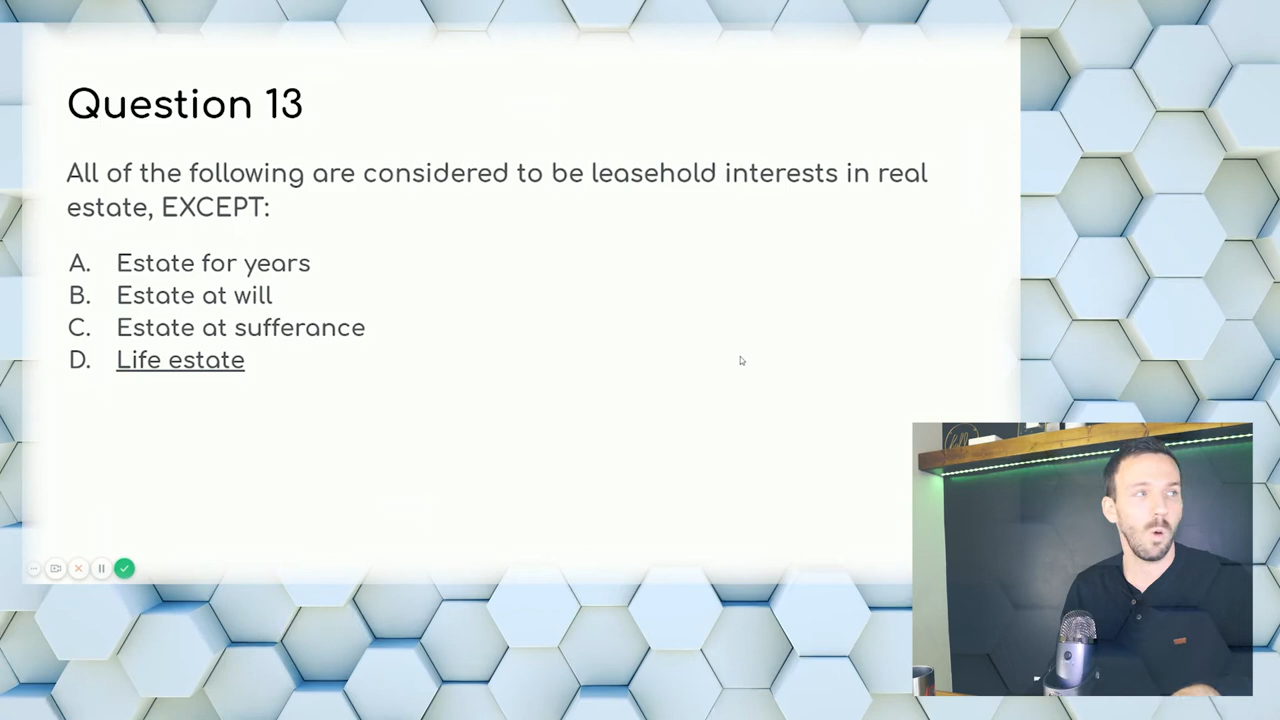 Question 13
All of the following are considered to be leasehold interests in real
estate, EXCEPT:
A. Estate for years
B. Estate at will
C. Estate at sufferance
D. Life estate